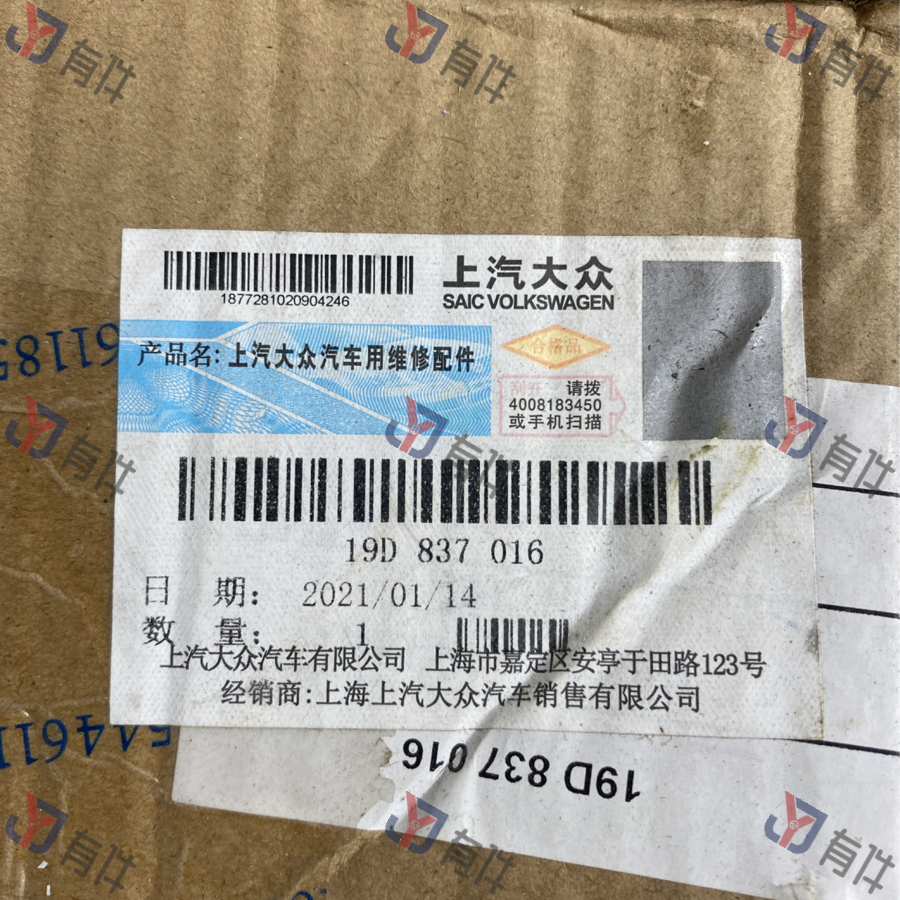 有件
有件
有件
1877281020904246
上汽大众
SAIC VOLKSWAGEN
产品名: 上汽大众汽车用维修配件
合格品
刮开
请拨
4008183450
或手机扫描
61185
有件
有件
有件
19D 837 016
日 期: 2021/01/14
数 量: 1
上汽大众汽车有限公司 上海市嘉定区安亭于田路123号
经销商:上海上汽大众汽车销售有限公司
19D 837 016
有件
有件
有件